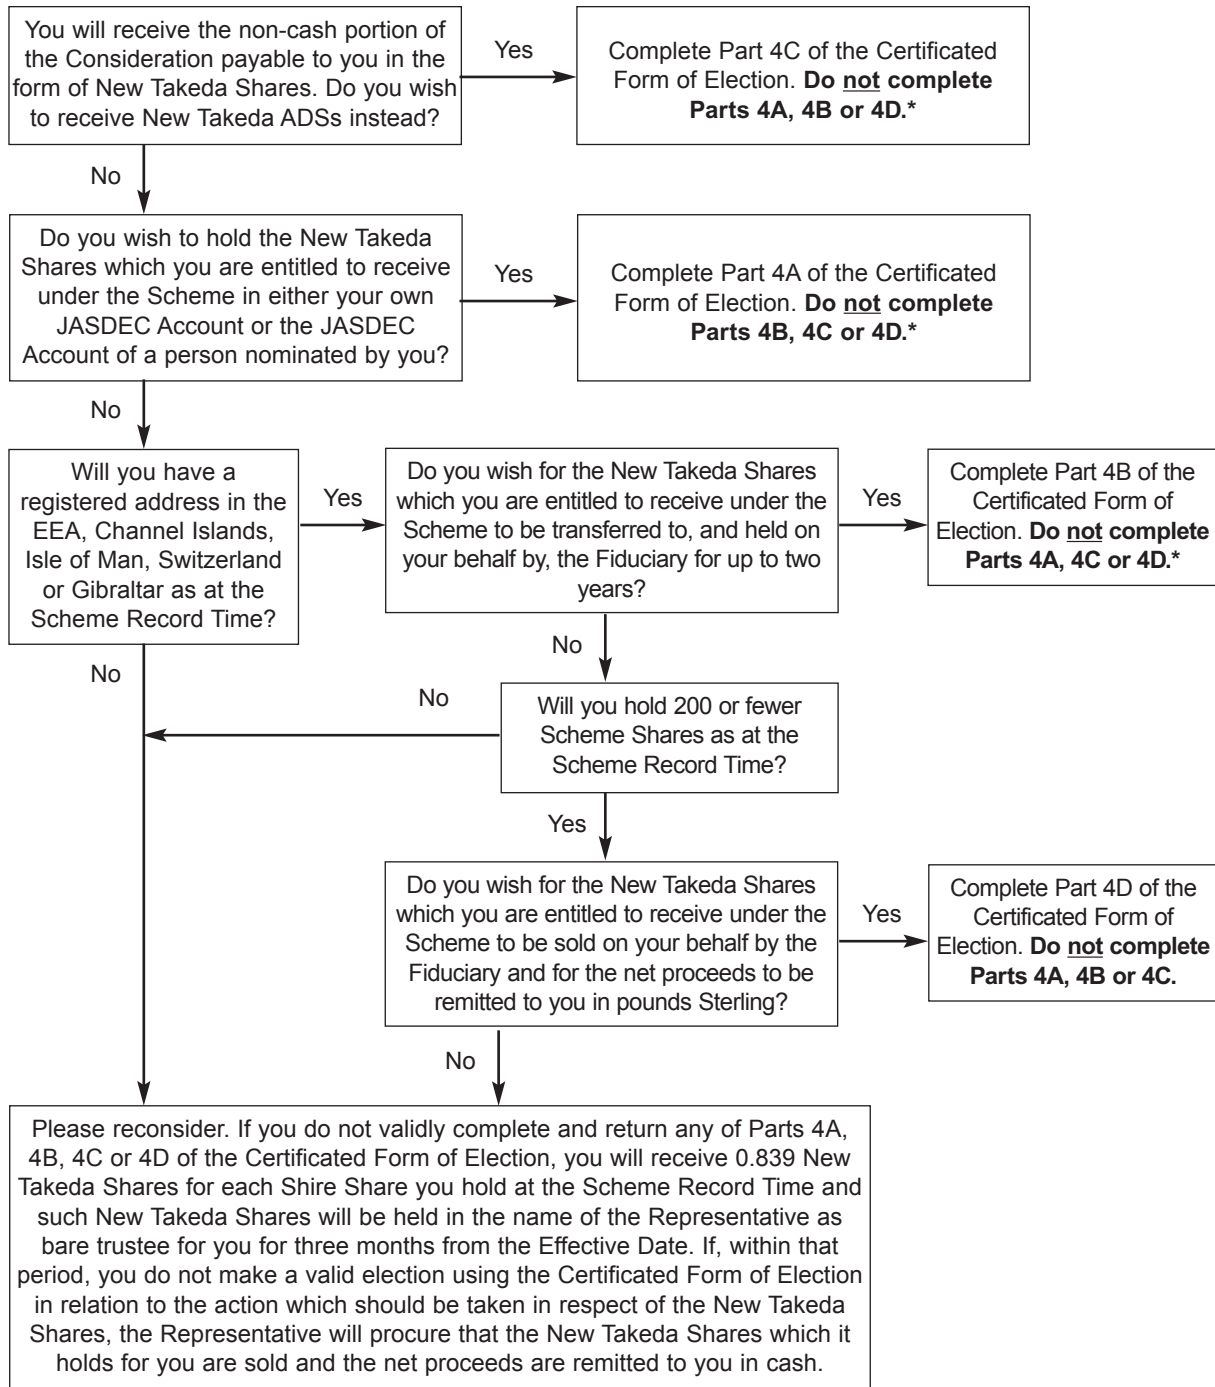 You will receive the non-cash portion of
the Consideration payable to you in the
form of New Takeda Shares. Do you wish
to receive New Takeda ADSs instead?
Yes
Complete Part 4C of the Certificated
Form of Election. Do not complete
Parts 4A, 4B or 4D.*
No
Do you wish to hold the New Takeda
Shares which you are entitled to receive
under the Scheme in either your own
JASDEC Account or the JASDEC
Account of a person nominated by you?
Yes
Complete Part 4A of the Certificated
Form of Election. Do not complete
Parts 4B, 4C or 4D.*
No
Will you have a
registered address in the
EEA, Channel Islands,
Isle of Man, Switzerland
or Gibraltar as at the
Scheme Record Time?
Yes
Do you wish for the New Takeda Shares
which you are entitled to receive under the
Scheme to be transferred to, and held on
your behalf by, the Fiduciary for up to two
years?
Yes
Complete Part 4B of the
Certificated Form of
Election. Do not complete
Parts 4A, 4C or 4D.*
No
No
No
Will you hold 200 or fewer
Scheme Shares as at the
Scheme Record Time?
Yes
Do you wish for the New Takeda Shares
which you are entitled to receive under the
Scheme to be sold on your behalf by the
Fiduciary and for the net proceeds to be
remitted to you in pounds Sterling?
Yes
Complete Part 4D of the
Certificated Form of
Election. Do not complete
Parts 4A, 4B or 4C.
No
Please reconsider. If you do not validly complete and return any of Parts 4A,
4B, 4C or 4D of the Certificated Form of Election, you will receive 0.839 New
Takeda Shares for each Shire Share you hold at the Scheme Record Time and
such New Takeda Shares will be held in the name of the Representative as
bare trustee for you for three months from the Effective Date. If, within that
period, you do not make a valid election using the Certificated Form of Election
in relation to the action which should be taken in respect of the New Takeda
Shares, the Representative will procure that the New Takeda Shares which it
holds for you are sold and the net proceeds are remitted to you in cash.